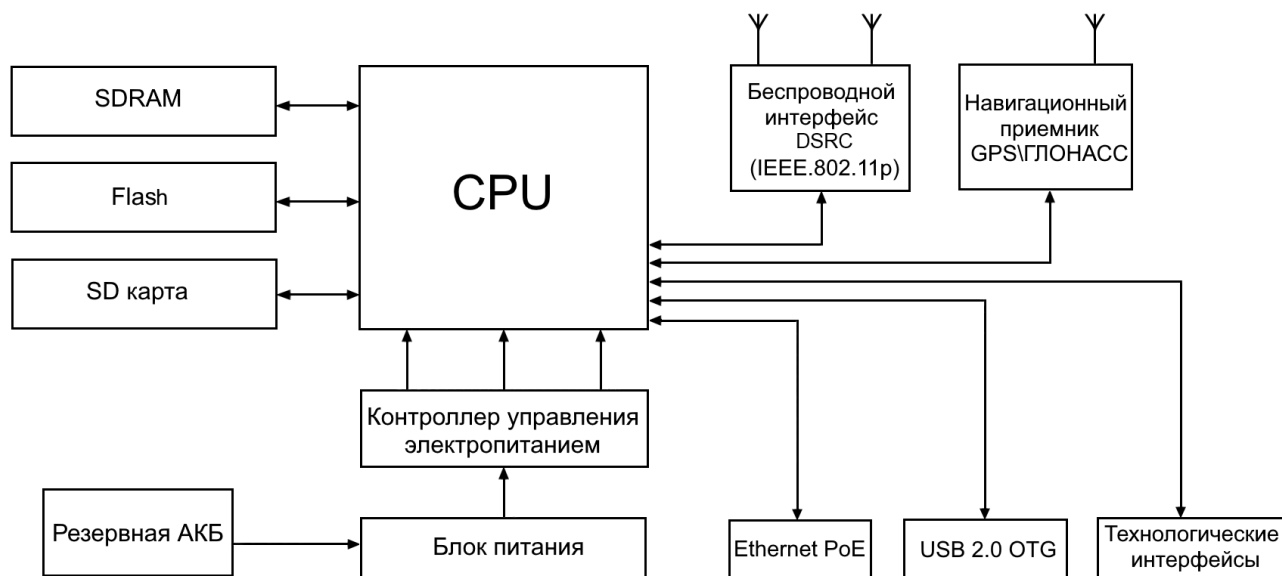 SDRAM
Flash
SD карта
CPU
Беспроводной
интерфейс
DSRC
(IEEE.802.11p)
Навигационный
приемник
GPS\ГЛОНАСС
Контроллер управления
электропитанием
Резервная АКБ
Блок питания
Ethernet PoE
USB 2.0 OTG
Технологические
интерфейсы